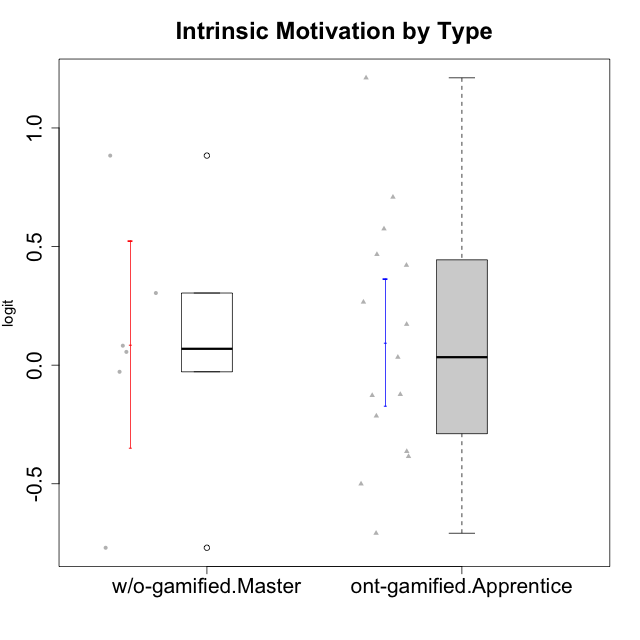 Intrinsic Motivation by Type
1.0
0.5
0.0
-0.5
logit
w/o-gamified.Master
ont-gamified.Apprentice